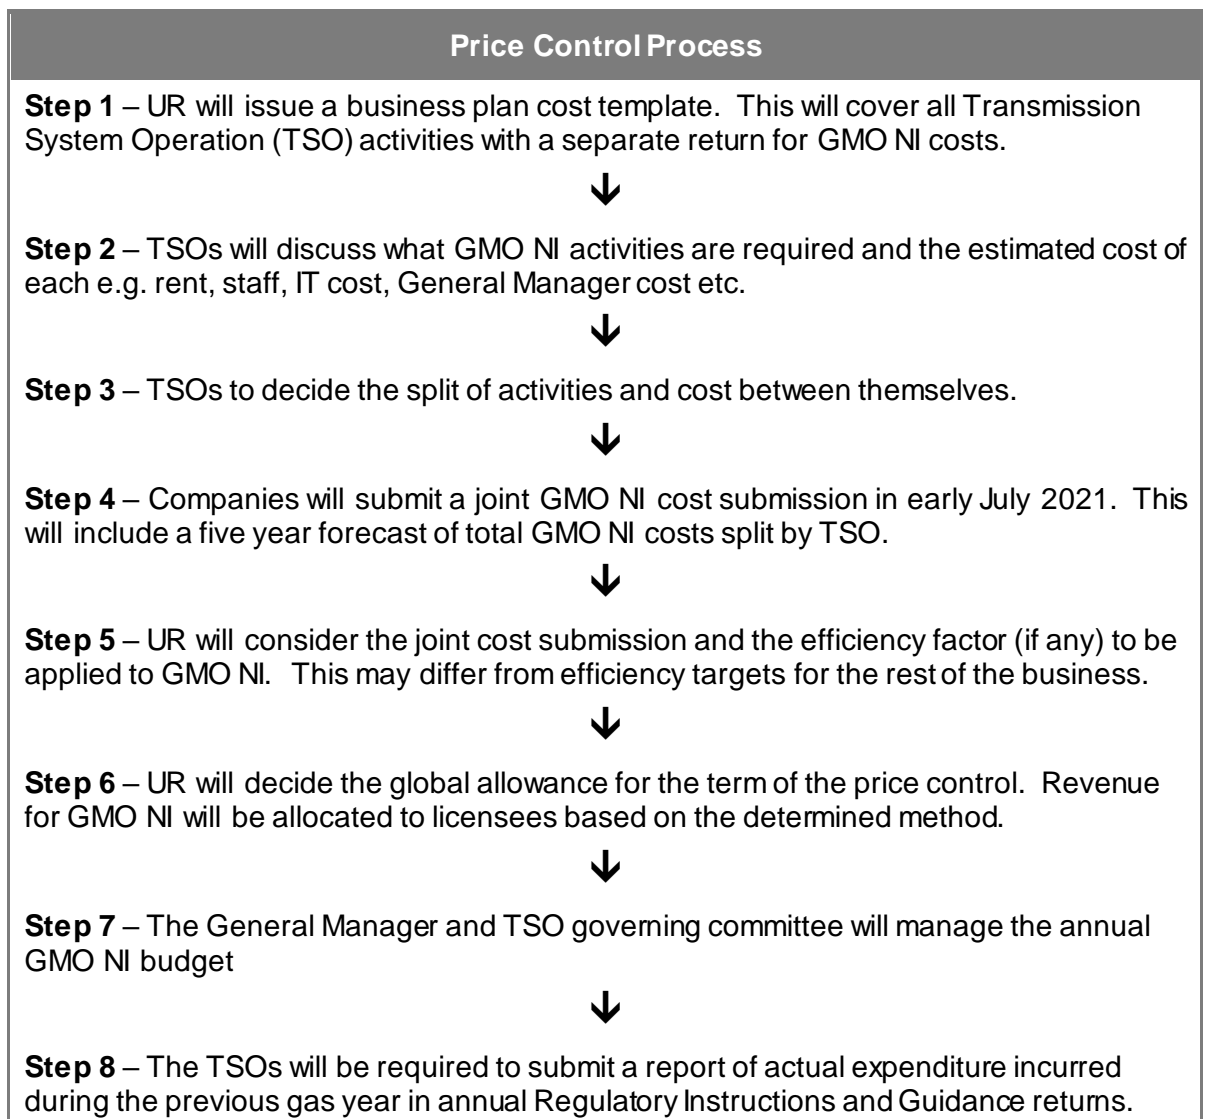 Price Control Process
Step 1 – UR will issue a business plan cost template. This will cover all Transmission
System Operation (TSO) activities with a separate return for GMO NI costs.
Step 2 – TSOs will discuss what GMO NI activities are required and the estimated cost of
each e.g. rent, staff, IT cost, General Manager cost etc.
Step 3 – TSOs to decide the split of activities and cost between themselves.
Step 4 – Companies will submit a joint GMO NI cost submission in early July 2021. This
will include a five year forecast of total GMO NI costs split by TSO.
Step 5 – UR will consider the joint cost submission and the efficiency factor (if any) to be
applied to GMO NI. This may differ from efficiency targets for the rest of the business.
Step 6 – UR will decide the global allowance for the term of the price control. Revenue
for GMO NI will be allocated to licensees based on the determined method.
Step 7 – The General Manager and TSO governing committee will manage the annual
GMO NI budget
Step 8 – The TSOs will be required to submit a report of actual expenditure incurred
during the previous gas year in annual Regulatory Instructions and Guidance returns.